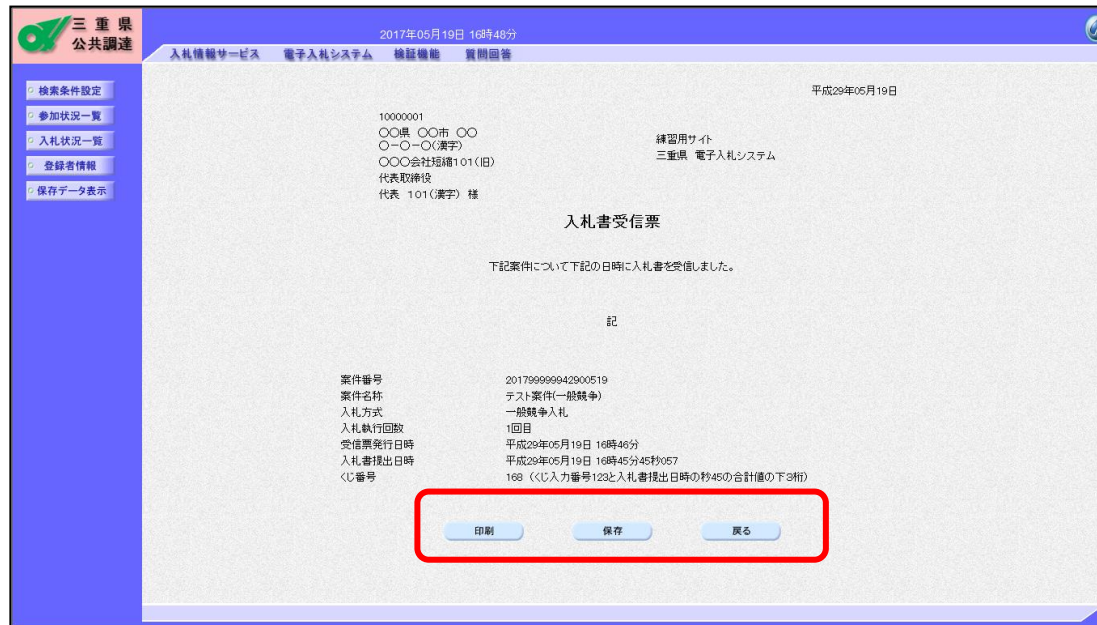 三重県
公共調達
2017年05月19日 16時48分
入札情報サービス 電子入札システム 検証機能 質問回答
検索条件設定
参加状況一覧
入札状況一覧
登録者情報
保存データ表示
平成29年05月19日
10000001
〇〇県 〇〇市 〇〇
〇-〇-〇(漢字)
〇〇〇会社短縮101(旧)
代表取締役
代表 101(漢字) 様
練習用サイト
三重県 電子入札システム
入札書受信票
下記案件について下記の日時に入札書を受信しました。
記
案件番号 201799999942900519
案件名称 テスト案件(一般競争)
入札方式 一般競争入札
入札執行回数 1回目
受信票発行日時 平成29年05月19日 16時46分
入札書提出日時 平成29年05月19日 16時45分45秒057
くじ番号 168 (くじ入力番号123と入札書提出日時の秒45の合計値の下3桁)
印刷 保存 戻る